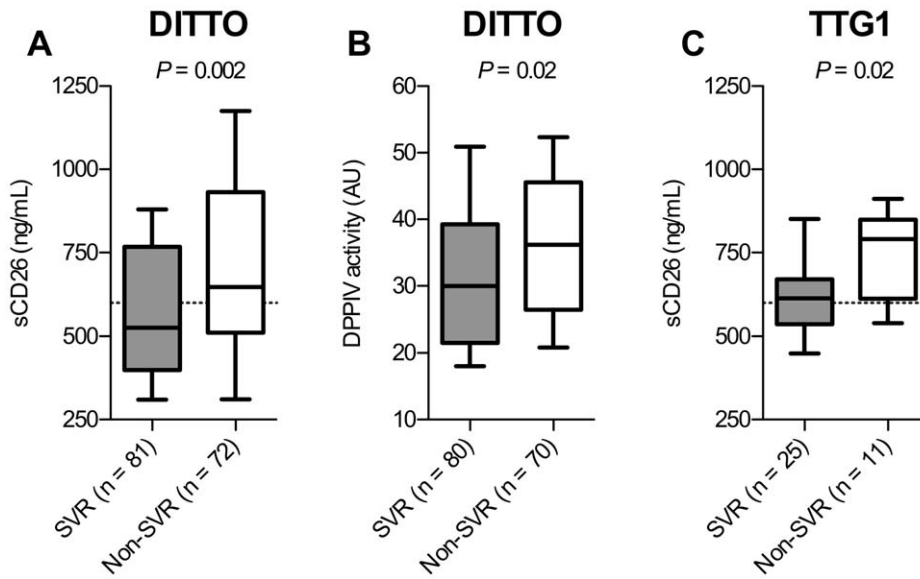 A
DITTO
P = 0.002
sCD26 (ng/mL)
1250
1000
750
500
250
SVR (n = 81)
Non-SVR (n = 72)
B
DITTO
P = 0.02
DPPIV activity (AU)
60
50
40
30
20
10
SVR (n = 80)
Non-SVR (n = 70)
C
TTG1
P = 0.02
sCD26 (ng/mL)
1250
1000
750
500
250
SVR (n = 25)
Non-SVR (n = 11)